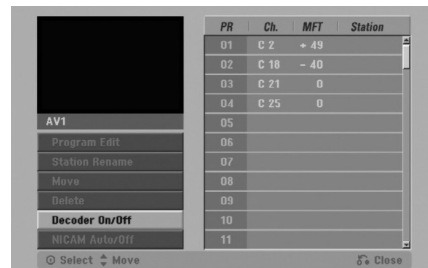 PR Ch. MFT Station
01 C 2 + 49
02 C 18 - 40
03 C 21 0
04 C 25 0
05
06
07
08
09
10
11
AV1
Program Edit
Station Rename
Move
Delete
Decoder On/Off
NICAM Auto/Off
Select Move
Close